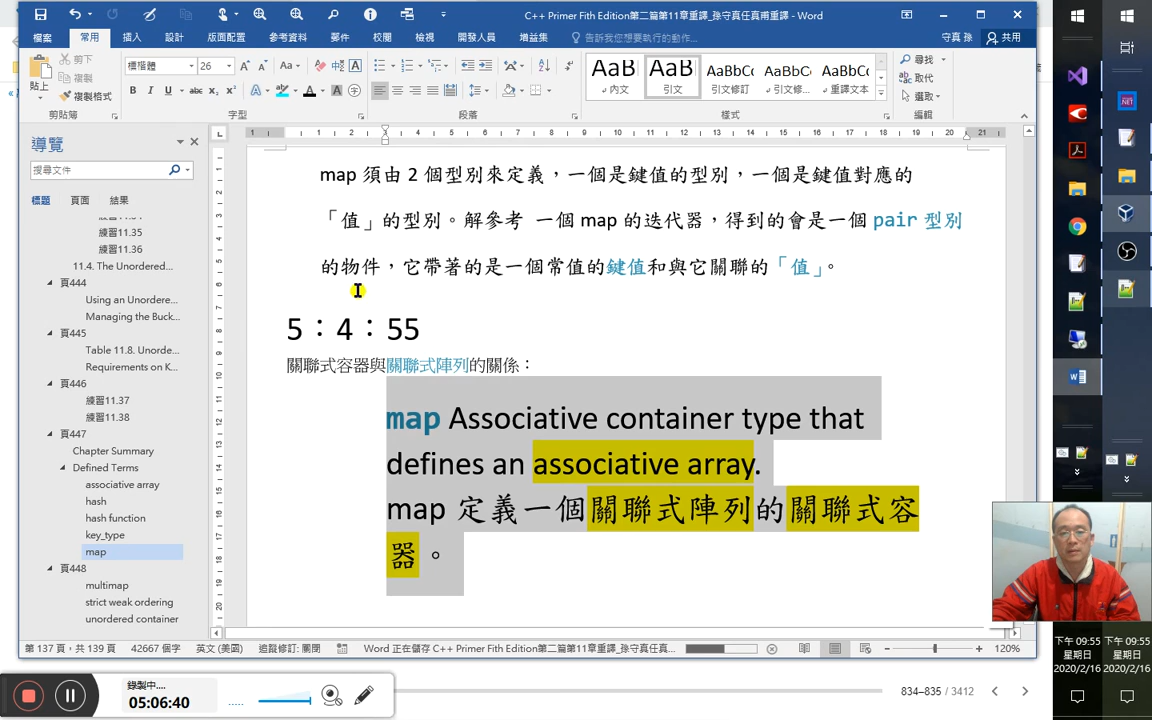 C++ Primer Fith Edition第二篇第11章重譯_孫守真任真甫重譯 - Word
檔案 常用 插入 設計 版面配置 參考資料 郵件 校閱 檢視 開發人員 增益集 告訴我您想要執行的動作... 守真 孫 共用
貼上 剪下 複製 複製格式 剪貼簿
標楷體 26 字型
段落
AaB 內文
AaB 引文
AaBbCc 引文修訂
AaBbCc 引文修...
AaBbC 重譯本文
樣式
尋找 取代 選取 編輯
導覽
搜尋文件
標題 頁面 結果
練習11.35
練習11.36
11.4. The Unordered...
頁444
Using an Unordere...
Managing the Buck...
頁445
Table 11.8. Unorde...
Requirements on K...
頁446
練習11.37
練習11.38
頁447
Chapter Summary
Defined Terms
associative array
hash
hash function
key_type
map
頁448
multimap
strict weak ordering
unordered container
map 須由 2 個型別來定義，一個是鍵值的型別，一個是鍵值對應的
「值」的型別。解參考 一個 map 的迭代器，得到的會是一個 pair 型別
的物件，它帶著的是一個常值的鍵值和與它關聯的「值」。
5：4：55
關聯式容器與關聯式陣列的關係：
map Associative container type that
defines an associative array.
map 定義一個關聯式陣列的關聯式容
器。
第 137 頁，共 139 頁 42667 個字 英文 (美國) 追蹤修訂: 關閉 Word 正在儲存 C++ Primer Fith Edition第二篇第11章重譯_孫守真任真甫重譯... 120%
錄製中....
05:06:40
834–835 / 3412
下午 09:55
星期日
2020/2/16
下午 09:55
星期日
2020/2/16